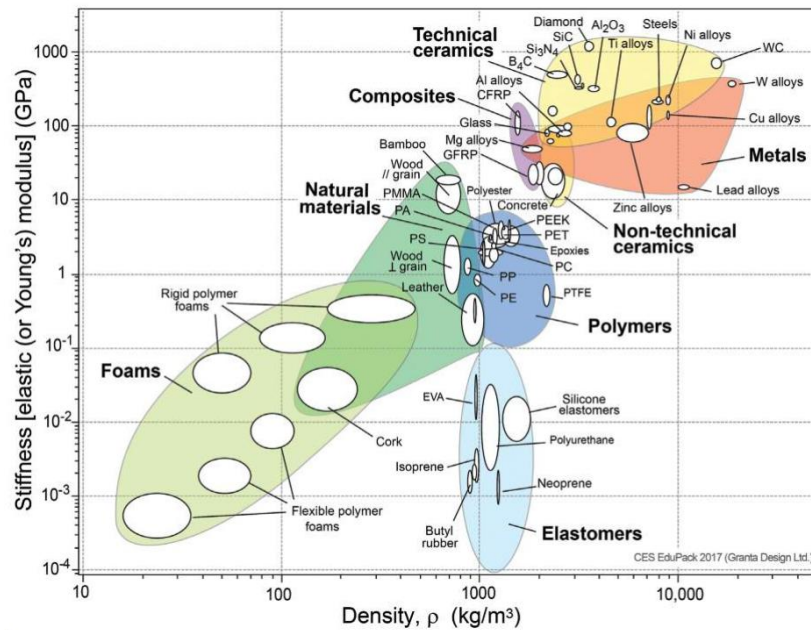 Stiffness [elastic (or Young's) modulus] (GPa)
1000
100
10
1
10-1
10-2
10-3
10-4
10
100
1000
10,000
Density, ρ (kg/m3)
Technical
ceramics
Diamond
SiC
Si3N4
B4C
Al2O3
Ti alloys
Steels
Ni alloys
WC
W alloys
Cu alloys
Metals
Lead alloys
Zinc alloys
Non-technical
ceramics
Composites
Al alloys
CFRP
Glass
Mg alloys
GFRP
Concrete
Bamboo
Wood
// grain
Natural
materials
PMMA
PA
PS
Wood
⊥ grain
Leather
Polyester
PEEK
PET
Epoxies
PC
PP
PE
PTFE
Polymers
Rigid polymer
foams
Foams
Cork
Flexible polymer
foams
EVA
Silicone
elastomers
Polyurethane
Isoprene
Neoprene
Butyl
rubber
Elastomers
CES EduPack 2017 (Granta Design Ltd.)